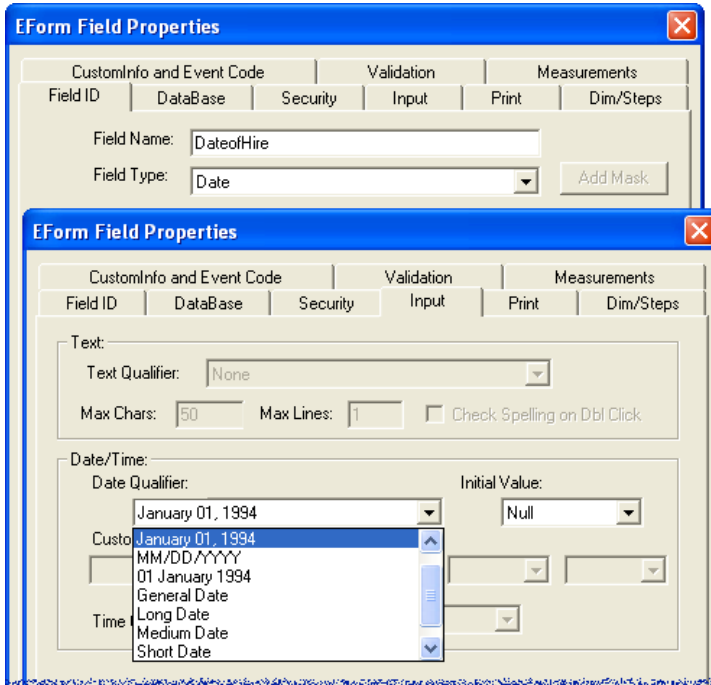 EForm Field Properties
CustomInfo and Event Code Validation Measurements
Field ID DataBase Security Input Print Dim/Steps
Field Name: DateofHire
Field Type: Date Add Mask
EForm Field Properties
CustomInfo and Event Code Validation Measurements
Field ID DataBase Security Input Print Dim/Steps
Text:
Text Qualifier: None
Max Chars: 50 Max Lines: 1 Check Spelling on Dbl Click
Date/Time:
Date Qualifier: Initial Value:
January 01, 1994 Null
Custo January 01, 1994
MM/DD/YYYY
01 January 1994
General Date
Long Date
Time Medium Date
Short Date